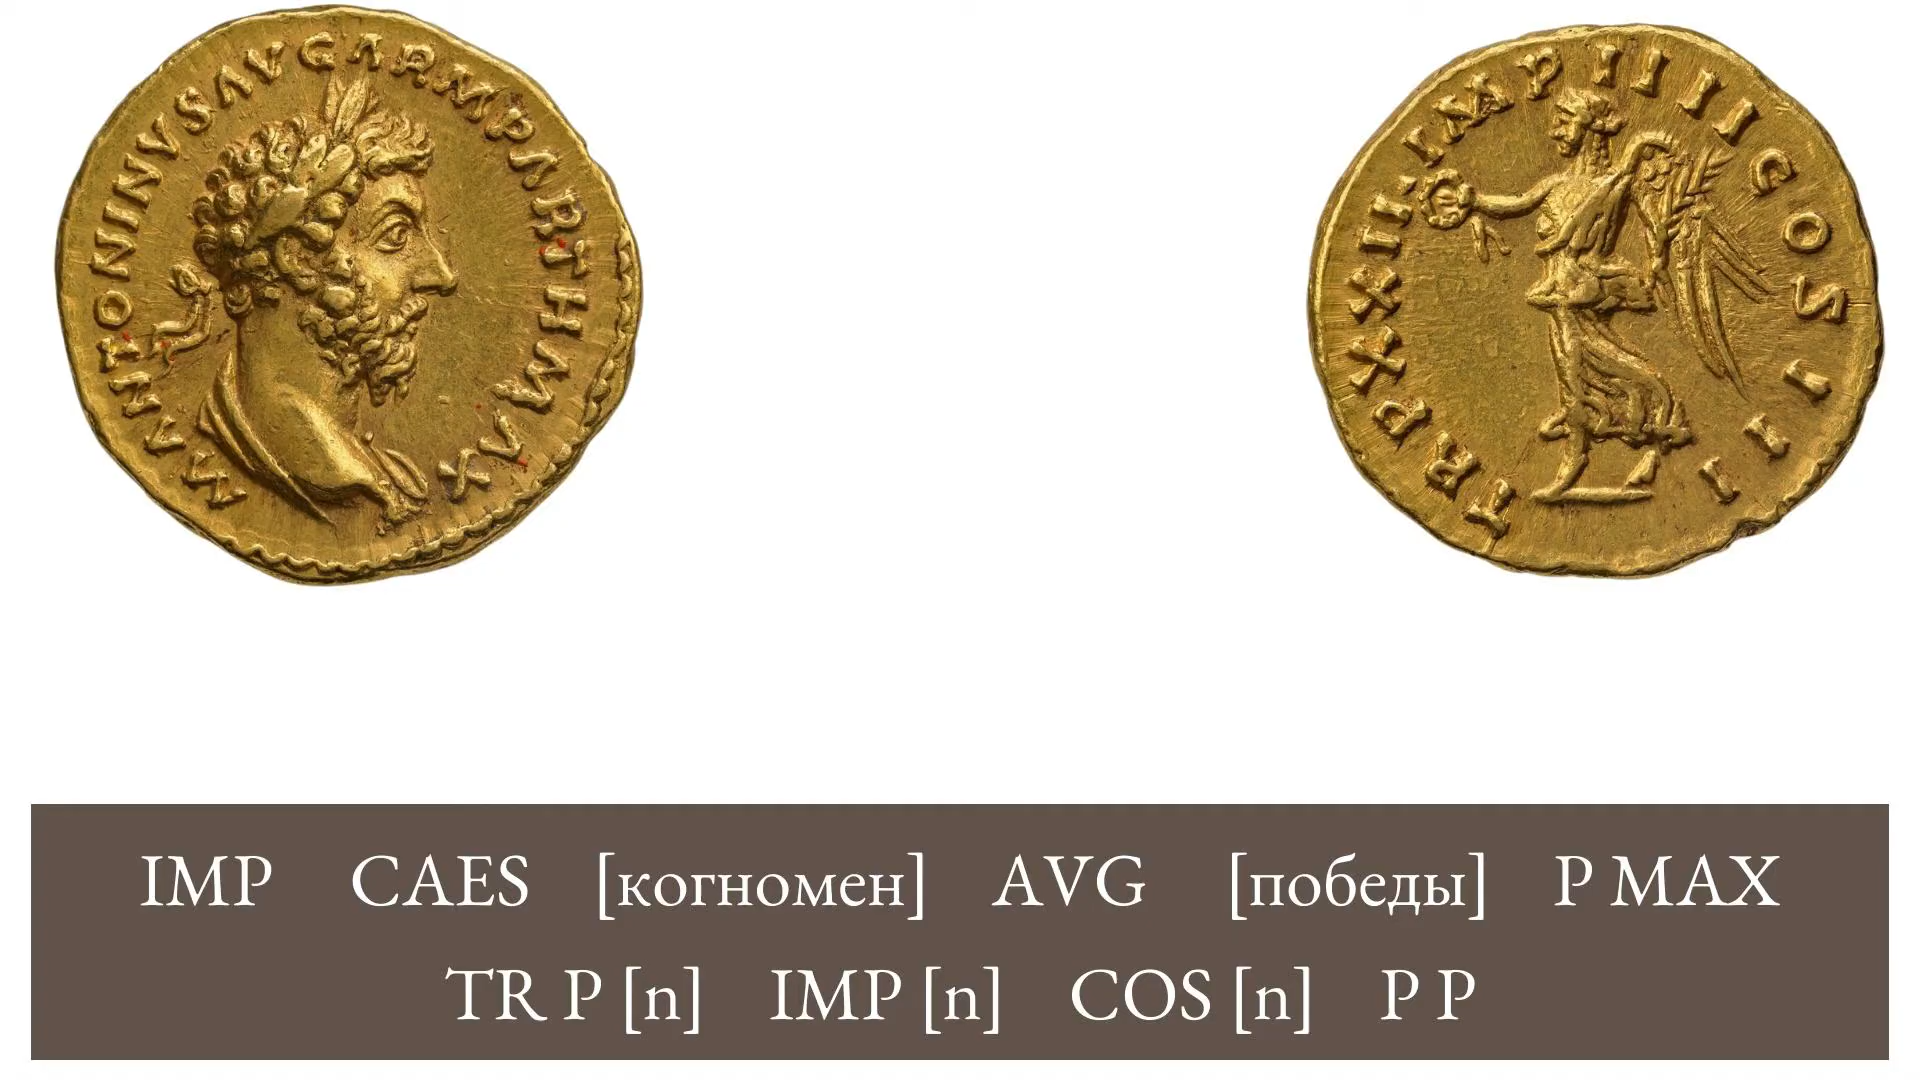 M ANTONINVS AVG ARM PARTH MAX
TR P XXII · IMP IIII COS III
IMP CAES [когномен] AVG [победы] P MAX
TR P [n] IMP [n] COS [n] P P